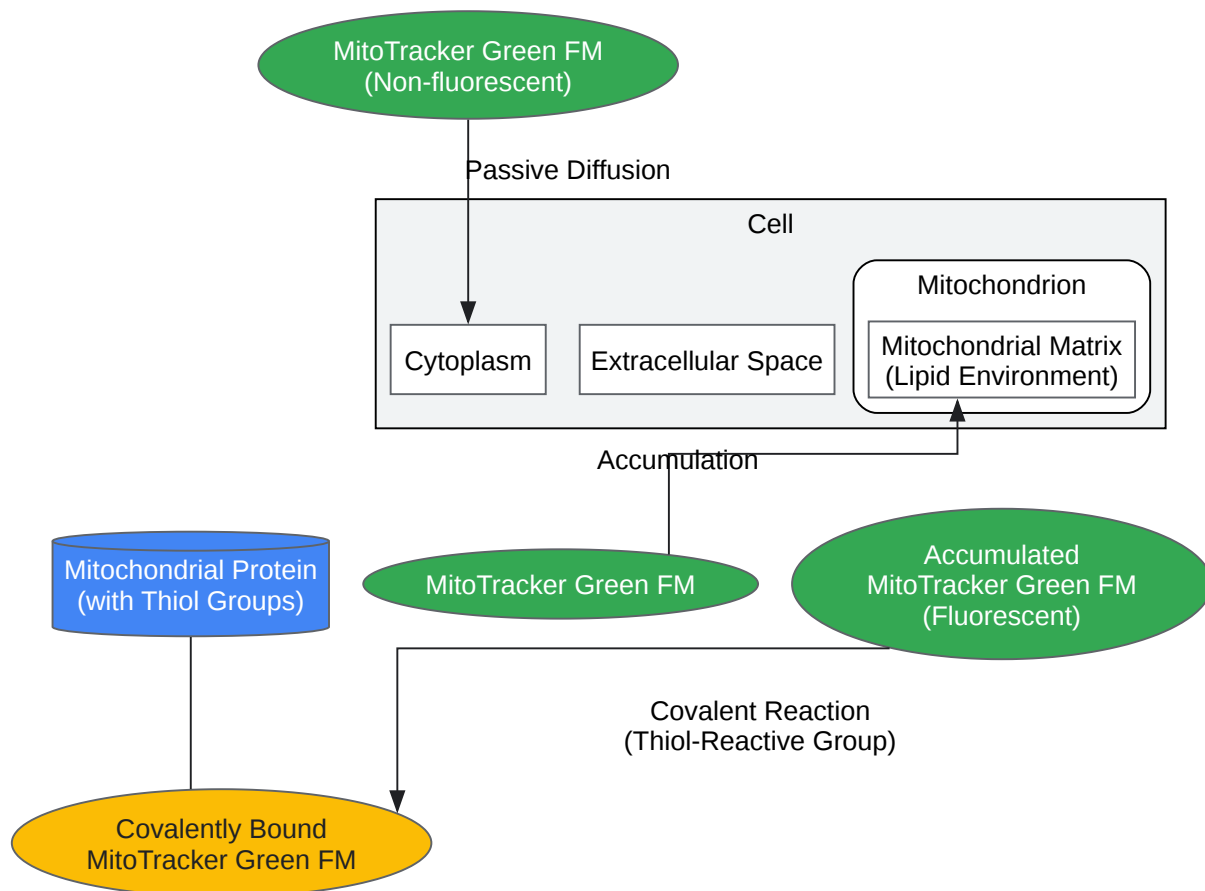 MitoTracker Green FM
(Non-fluorescent)
Passive Diffusion
Cell
Mitochondrion
Cytoplasm
Extracellular Space
Mitochondrial Matrix
(Lipid Environment)
Accumulation
Mitochondrial Protein
(with Thiol Groups)
MitoTracker Green FM
Accumulated
MitoTracker Green FM
(Fluorescent)
Covalent Reaction
(Thiol-Reactive Group)
Covalently Bound
MitoTracker Green FM